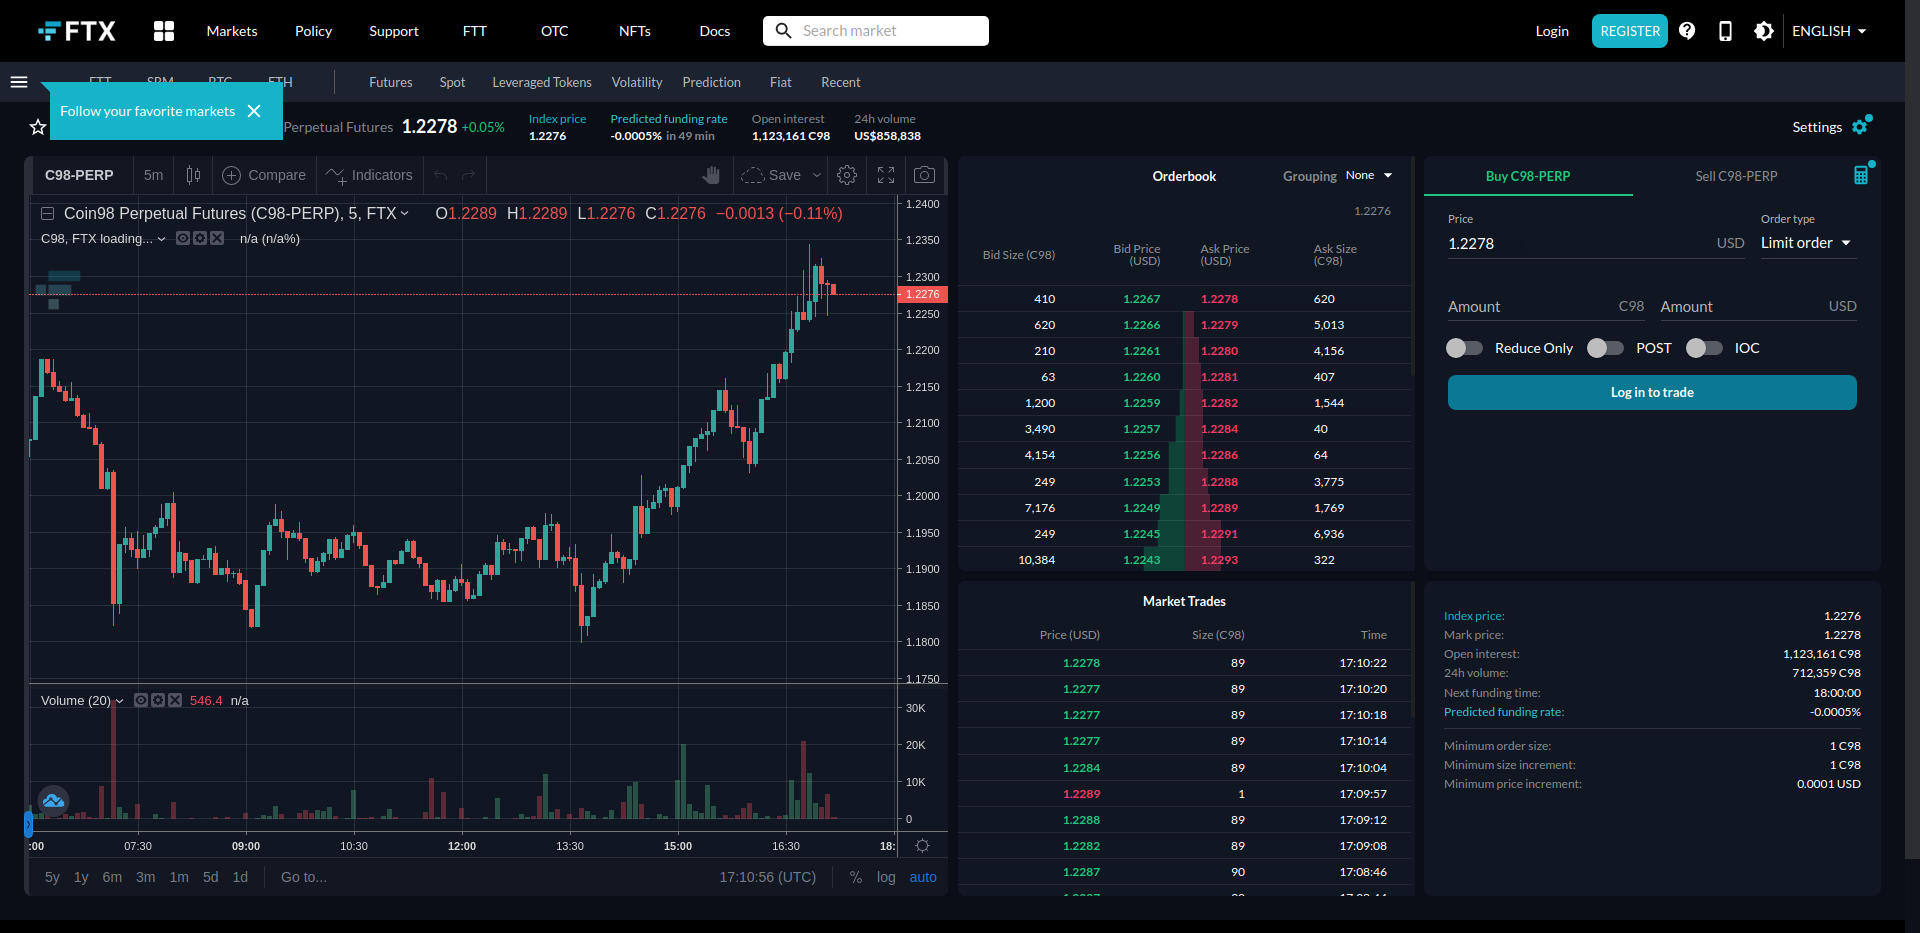 FTX
Markets Policy Support FTT OTC NFTs Docs Search market Login REGISTER ENGLISH
Futures Spot Leveraged Tokens Volatility Prediction Fiat Recent
Follow your favorite markets
Perpetual Futures 1.2278 +0.05%
Index price
1.2276
Predicted funding rate
-0.0005% in 49 min
Open interest
1,123,161 C98
24h volume
US$858,838
Settings
C98-PERP 5m Compare Indicators Save
Coin98 Perpetual Futures (C98-PERP), 5, FTX O1.2289 H1.2289 L1.2276 C1.2276 −0.0013 (−0.11%)
C98, FTX loading... n/a (n/a%)
1.2400
1.2350
1.2300
1.2276
1.2250
1.2200
1.2150
1.2100
1.2050
1.2000
1.1950
1.1900
1.1850
1.1800
1.1750
Volume (20) 546.4 n/a
30K
20K
10K
0
:00 07:30 09:00 10:30 12:00 13:30 15:00 16:30 18:
5y 1y 6m 3m 1m 5d 1d Go to... 17:10:56 (UTC) % log auto
Orderbook Grouping None
1.2276
Bid Size (C98) Bid Price (USD) Ask Price (USD) Ask Size (C98)
410 1.2267 1.2278 620
620 1.2266 1.2279 5,013
210 1.2261 1.2280 4,156
63 1.2260 1.2281 407
1,200 1.2259 1.2282 1,544
3,490 1.2257 1.2284 40
4,154 1.2256 1.2286 64
249 1.2253 1.2288 3,775
7,176 1.2249 1.2289 1,769
249 1.2245 1.2291 6,936
10,384 1.2243 1.2293 322
Market Trades
Price (USD) Size (C98) Time
1.2278 89 17:10:22
1.2277 89 17:10:20
1.2277 89 17:10:18
1.2277 89 17:10:14
1.2284 89 17:10:04
1.2289 1 17:09:57
1.2288 89 17:09:12
1.2282 89 17:09:08
1.2287 90 17:08:46
Buy C98-PERP Sell C98-PERP
Price Order type
1.2278 USD Limit order
Amount C98 Amount USD
Reduce Only POST IOC
Log in to trade
Index price: 1.2276
Mark price: 1.2278
Open interest: 1,123,161 C98
24h volume: 712,359 C98
Next funding time: 18:00:00
Predicted funding rate: -0.0005%
Minimum order size: 1 C98
Minimum size increment: 1 C98
Minimum price increment: 0.0001 USD